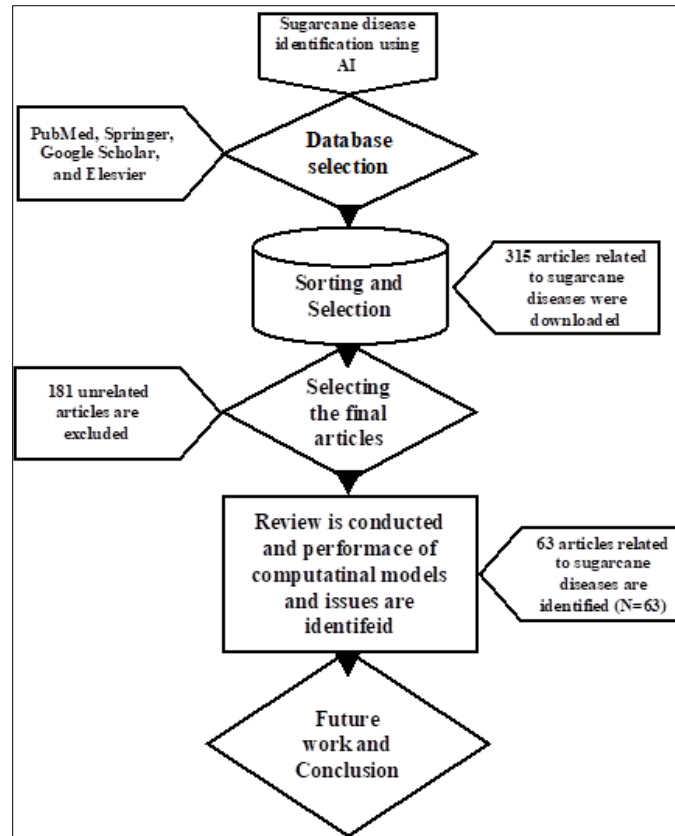 Sugarcane disease
identification using
AI
PubMed, Springer,
Google Scholar,
and Elesvier
Database
selection
Sorting and
Selection
315 articles related
to sugarcane
diseases were
downloaded
181 unrelated
articles are
excluded
Selecting
the final
articles
Review is conducted
and performace of
computatinal models
and issues are
identifeid
63 articles related
to sugarcane
diseases are
identified (N=63)
Future
work and
Conclusion